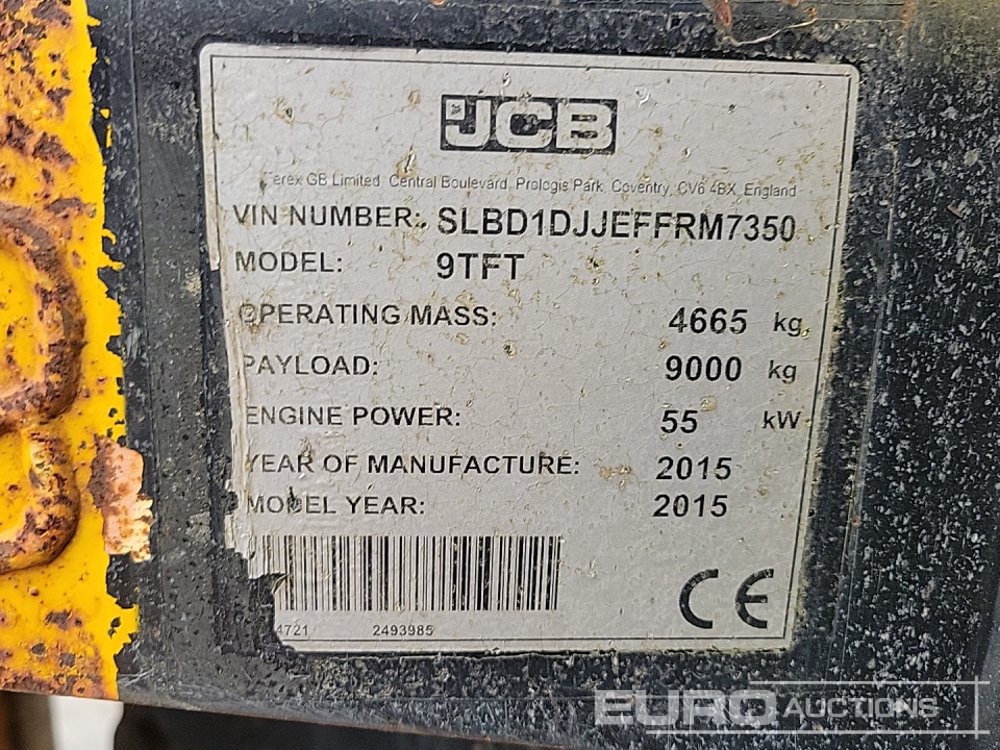 JCB
Terex GB Limited, Central Boulevard, Prologis Park, Coventry, CV6 4BX, England
VIN NUMBER: SLBD1DJJEFFRM7350
MODEL: 9TFT
OPERATING MASS: 4665 kg
PAYLOAD: 9000 kg
ENGINE POWER: 55 kW
YEAR OF MANUFACTURE: 2015
MODEL YEAR: 2015
4721 2493985
CE
EURO AUCTIONS